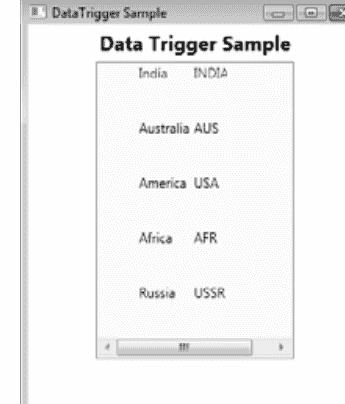 DataTrigger Sample
Data Trigger Sample
India INDIA
Australia AUS
America USA
Africa AFR
Russia USSR